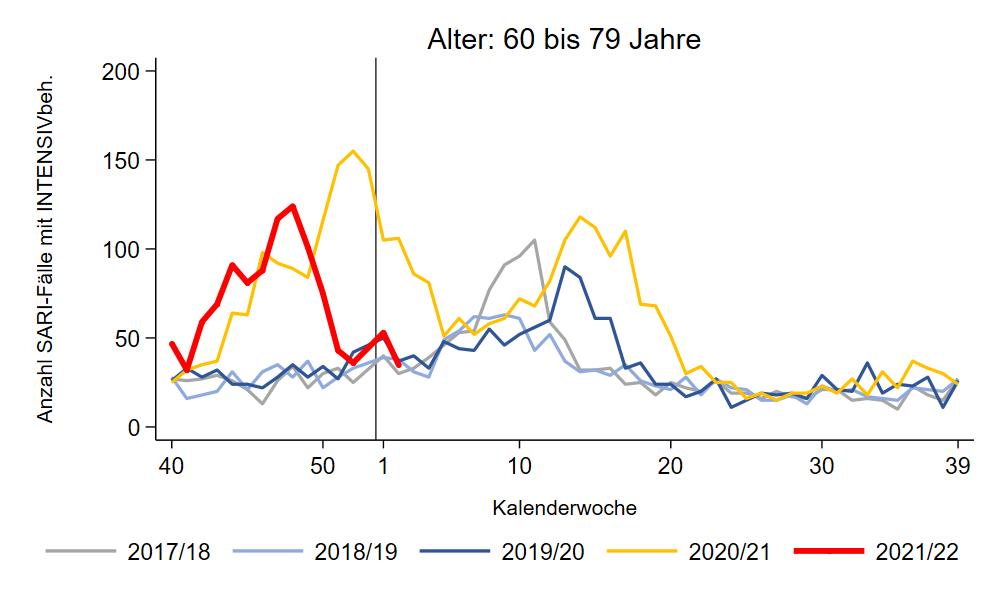 Alter: 60 bis 79 Jahre
Anzahl SARI-Fälle mit INTENSIVbeh.
200
150
100
50
0
40 50 1 10 20 30 39
Kalenderwoche
2017/18 2018/19 2019/20 2020/21 2021/22